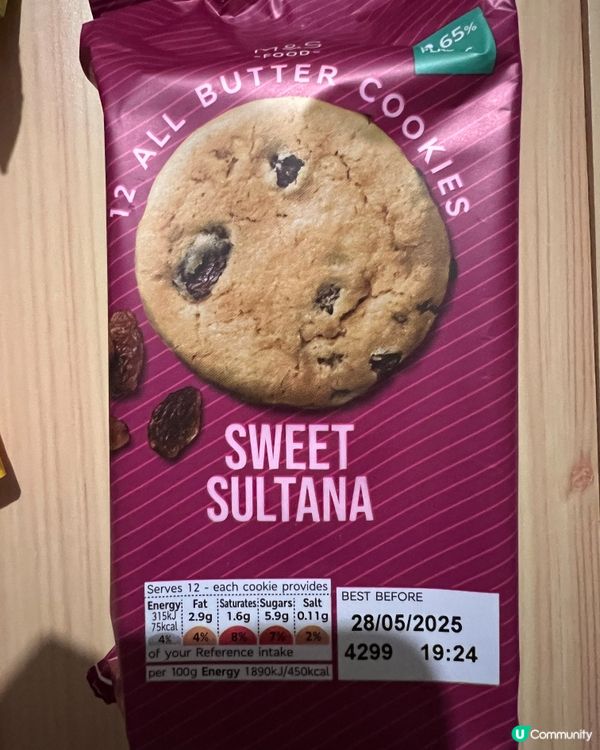 M&S
-FOOD-
65%
12 ALL BUTTER COOKIES
SWEET
SULTANA
Serves 12 - each cookie provides
Energy Fat Saturates Sugars Salt
315kJ 2.9g 1.6g 5.9g 0.11g
75kcal
4% 4% 8% 7% 2%
of your Reference intake
per 100g Energy 1890kJ/450kcal
BEST BEFORE
28/05/2025
4299 19:24
U Community